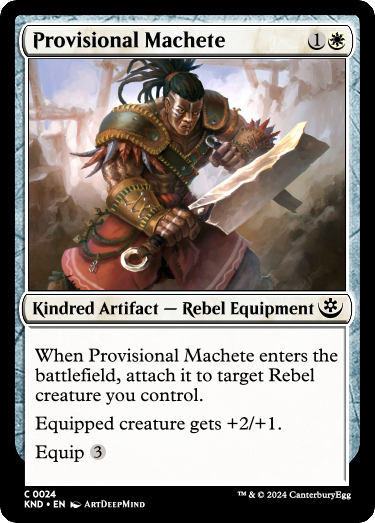 Provisional Machete 1
Kindred Artifact — Rebel Equipment
When Provisional Machete enters the
battlefield, attach it to target Rebel
creature you control.
Equipped creature gets +2/+1.
Equip 3
C 0024
KND • EN ArtDeepMind
™ & © 2024 CanterburyEgg